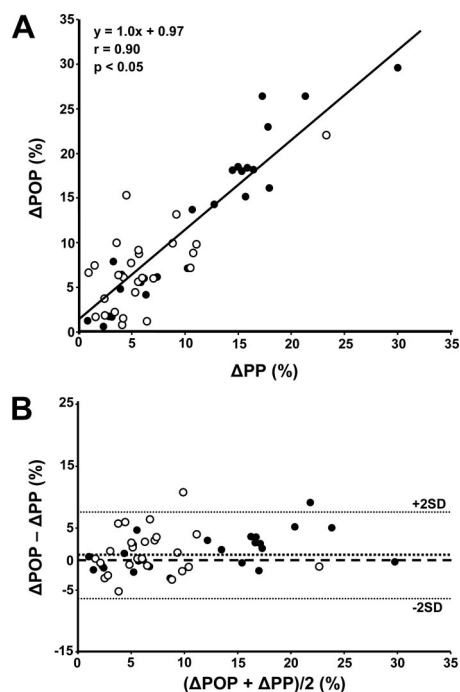 A
y = 1.0x + 0.97
r = 0.90
p < 0.05
35
30
25
20
15
10
5
0
ΔPOP (%)
0 5 10 15 20 25 30 35
ΔPP (%)
B
25
15
5
0
-5
-15
ΔPOP − ΔPP (%)
+2SD
-2SD
0 5 10 15 20 25 30 35
(ΔPOP + ΔPP)/2 (%)